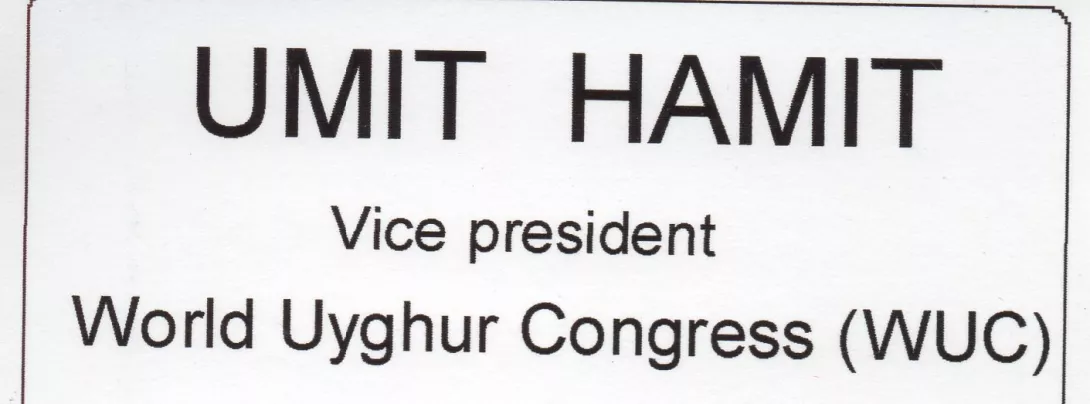 UMIT HAMIT
Vice president
World Uyghur Congress (WUC)